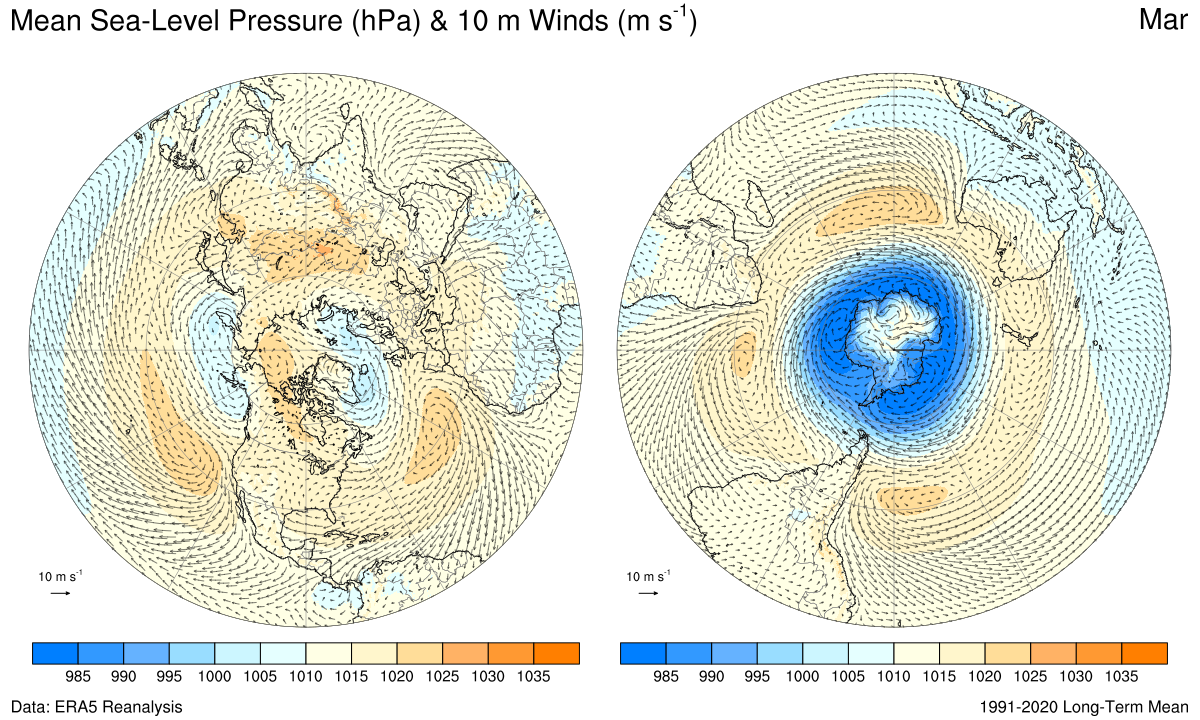 Mean Sea-Level Pressure (hPa) & 10 m Winds (m s⁻¹) Mar
10 m s⁻¹ 10 m s⁻¹
985 990 995 1000 1005 1010 1015 1020 1025 1030 1035 985 990 995 1000 1005 1010 1015 1020 1025 1030 1035
Data: ERA5 Reanalysis 1991-2020 Long-Term Mean